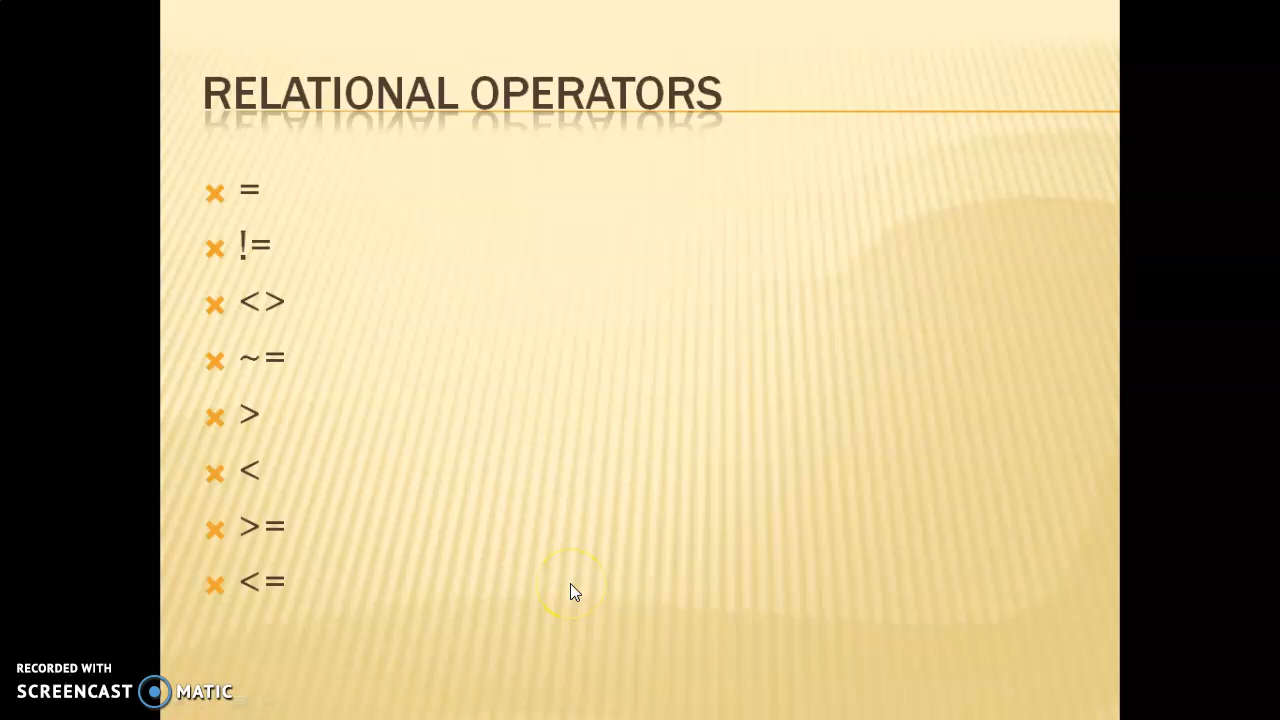 RELATIONAL OPERATORS
=
!=
<>
~=
>
<
>=
<=
RECORDED WITH
SCREENCAST MATIC